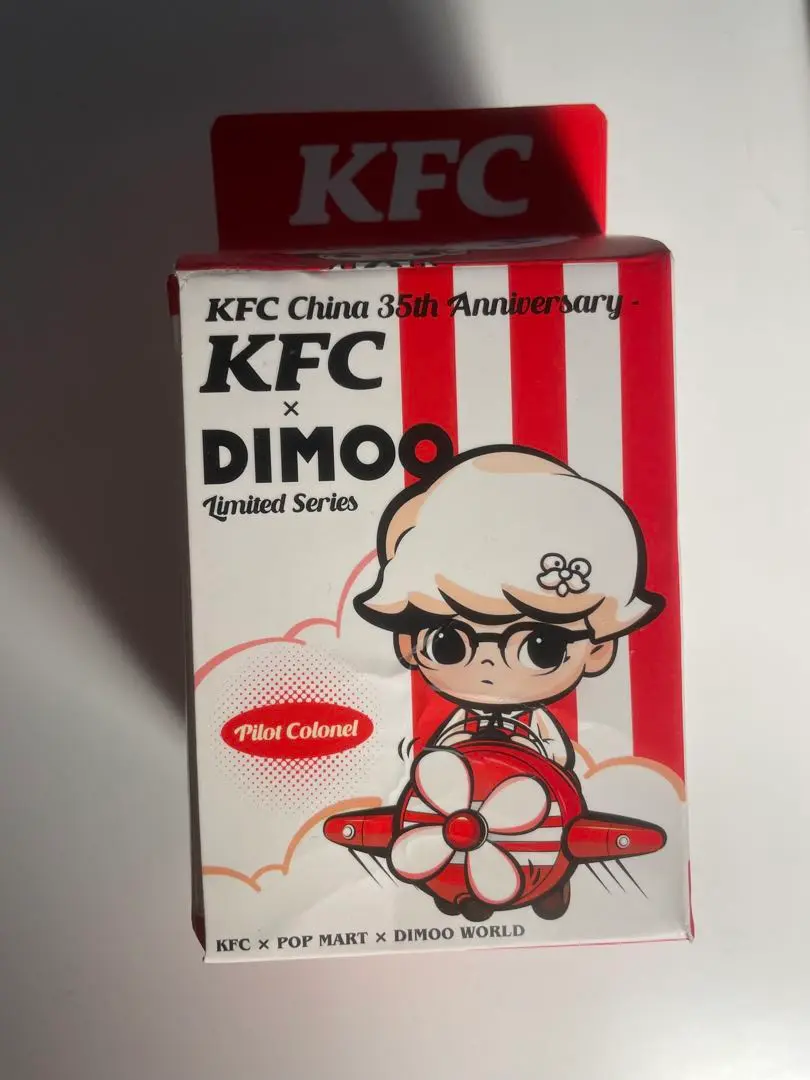 KFC
KFC China 35th Anniversary -
KFC
×
DIMOO
Limited Series
Pilot Colonel
KFC × POP MART × DIMOO WORLD